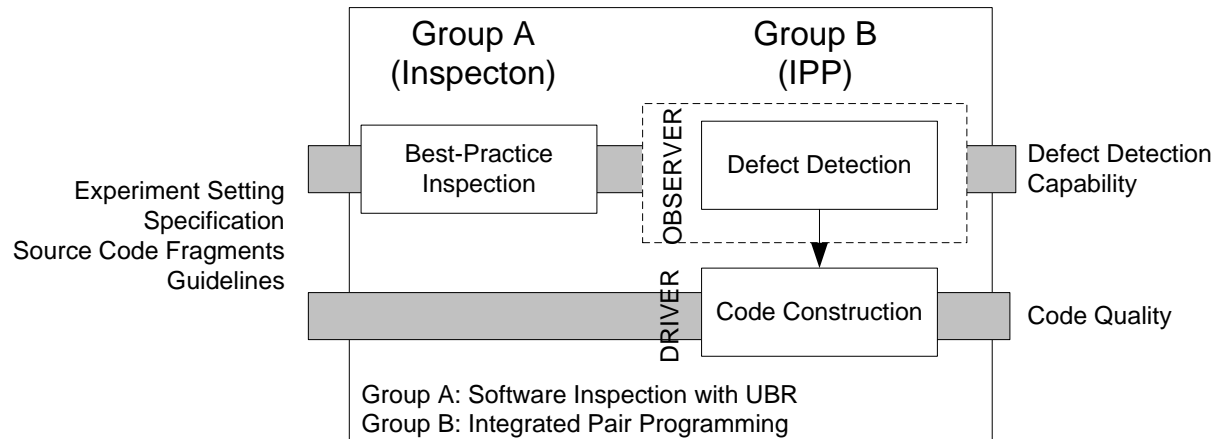 Group A
(Inspecton)
Group B
(IPP)
Best-Practice
Inspection
OBSERVER
Defect Detection
Defect Detection
Capability
Experiment Setting
Specification
Source Code Fragments
Guidelines
DRIVER
Code Construction
Code Quality
Group A: Software Inspection with UBR
Group B: Integrated Pair Programming